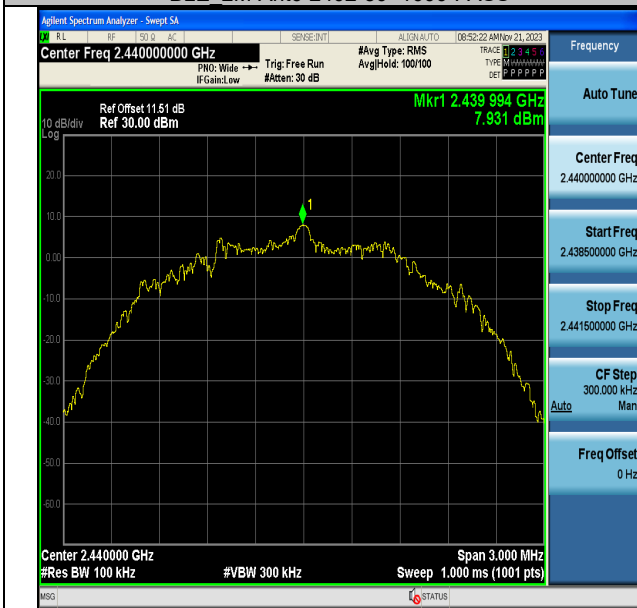 Agilent Spectrum Analyzer - Swept SA
RL RF 50 Ω AC SENSE:INT ALIGN AUTO 08:52:22 AM Nov 21, 2023
Center Freq 2.440000000 GHz
PNO: Wide
IFGain:Low
Trig: Free Run
#Atten: 30 dB
#Avg Type: RMS
Avg|Hold: 100/100
TRACE 1 2 3 4 5 6
TYPE M
DET P P P P P P
Ref Offset 11.51 dB
10 dB/div Ref 30.00 dBm
Log
Mkr1 2.439 994 GHz
7.931 dBm
1
20.0
10.0
0.00
-10.0
-20.0
-30.0
-40.0
-50.0
-60.0
Center 2.440000 GHz
Span 3.000 MHz
#Res BW 100 kHz
#VBW 300 kHz
Sweep 1.000 ms (1001 pts)
MSG
STATUS
Frequency
Auto Tune
Center Freq
2.440000000 GHz
Start Freq
2.438500000 GHz
Stop Freq
2.441500000 GHz
CF Step
300.000 kHz
Auto Man
Freq Offset
0 Hz